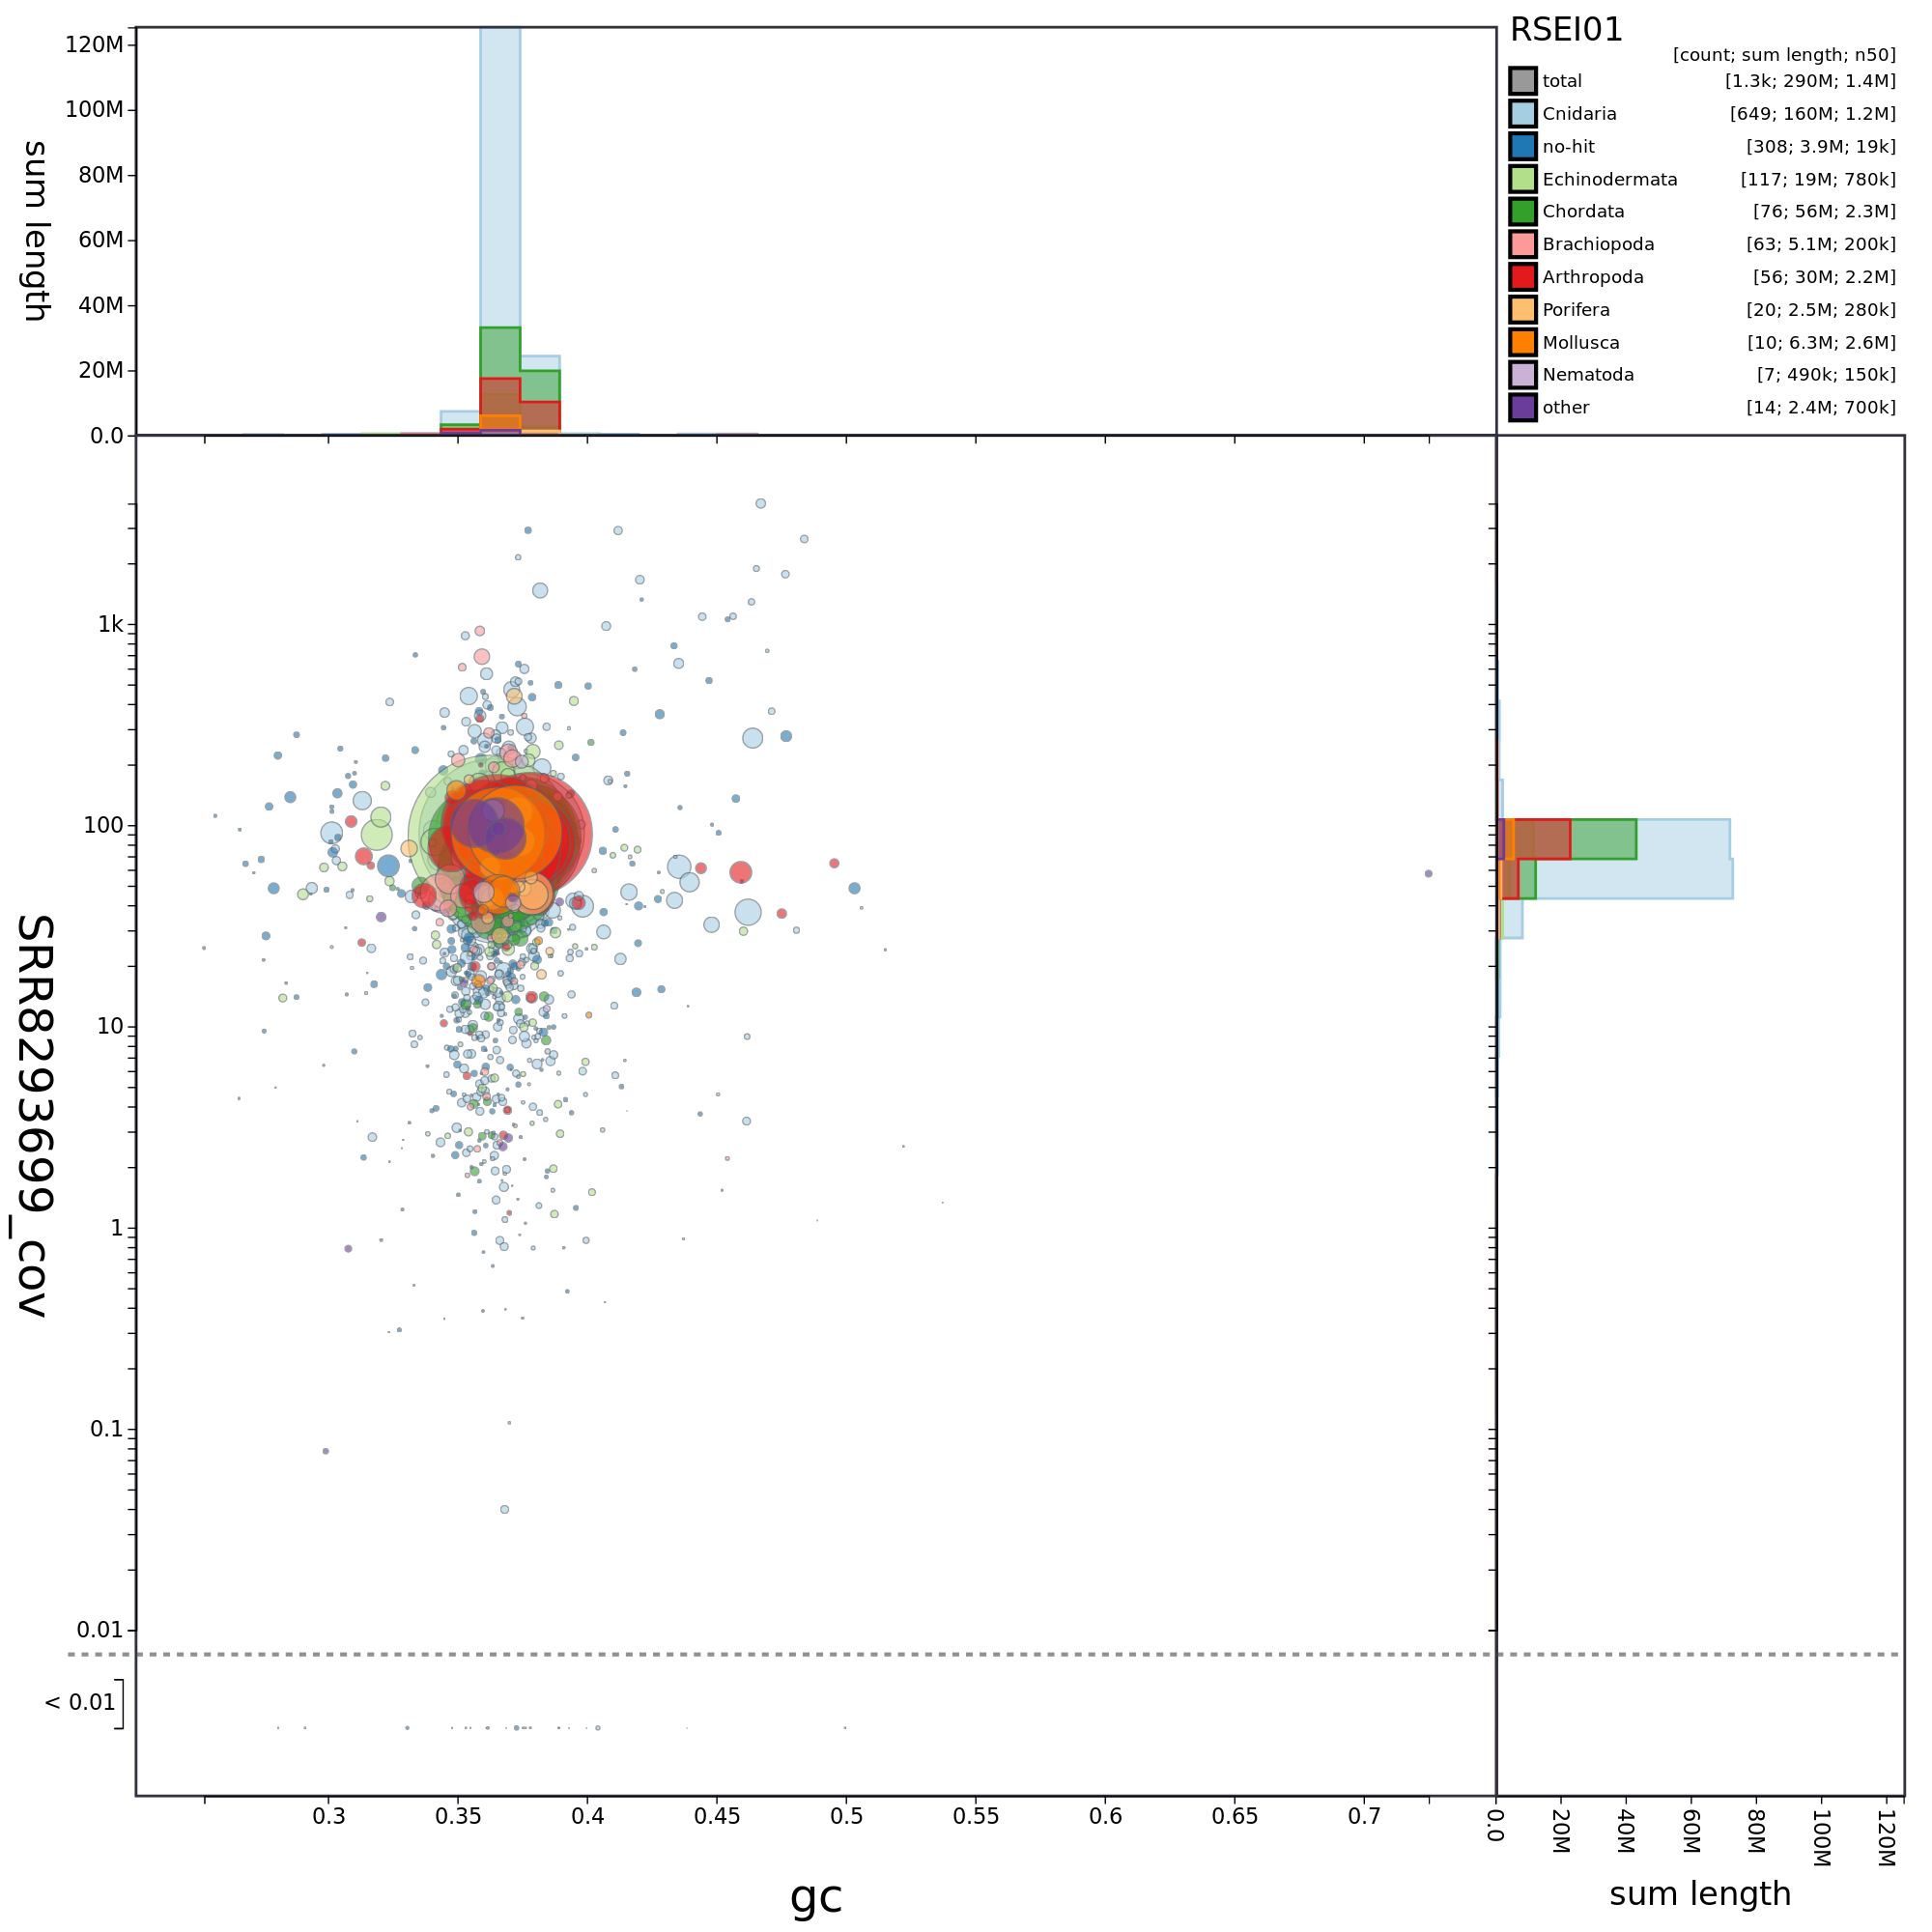 RSEI01
[count; sum length; n50]
total [1.3k; 290M; 1.4M]
Cnidaria [649; 160M; 1.2M]
no-hit [308; 3.9M; 19k]
Echinodermata [117; 19M; 780k]
Chordata [76; 56M; 2.3M]
Brachiopoda [63; 5.1M; 200k]
Arthropoda [56; 30M; 2.2M]
Porifera [20; 2.5M; 280k]
Mollusca [10; 6.3M; 2.6M]
Nematoda [7; 490k; 150k]
other [14; 2.4M; 700k]
sum length
120M
100M
80M
60M
40M
20M
0.0
SRR8293699_cov
1k
100
10
1
0.1
0.01
< 0.01
0.3 0.35 0.4 0.45 0.5 0.55 0.6 0.65 0.7
gc
0.0 20M 40M 60M 80M 100M 120M
sum length